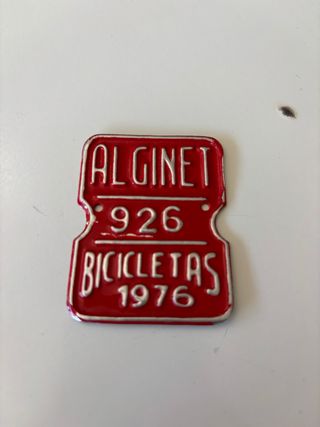 ALGINET
926
BICICLETAS
1976